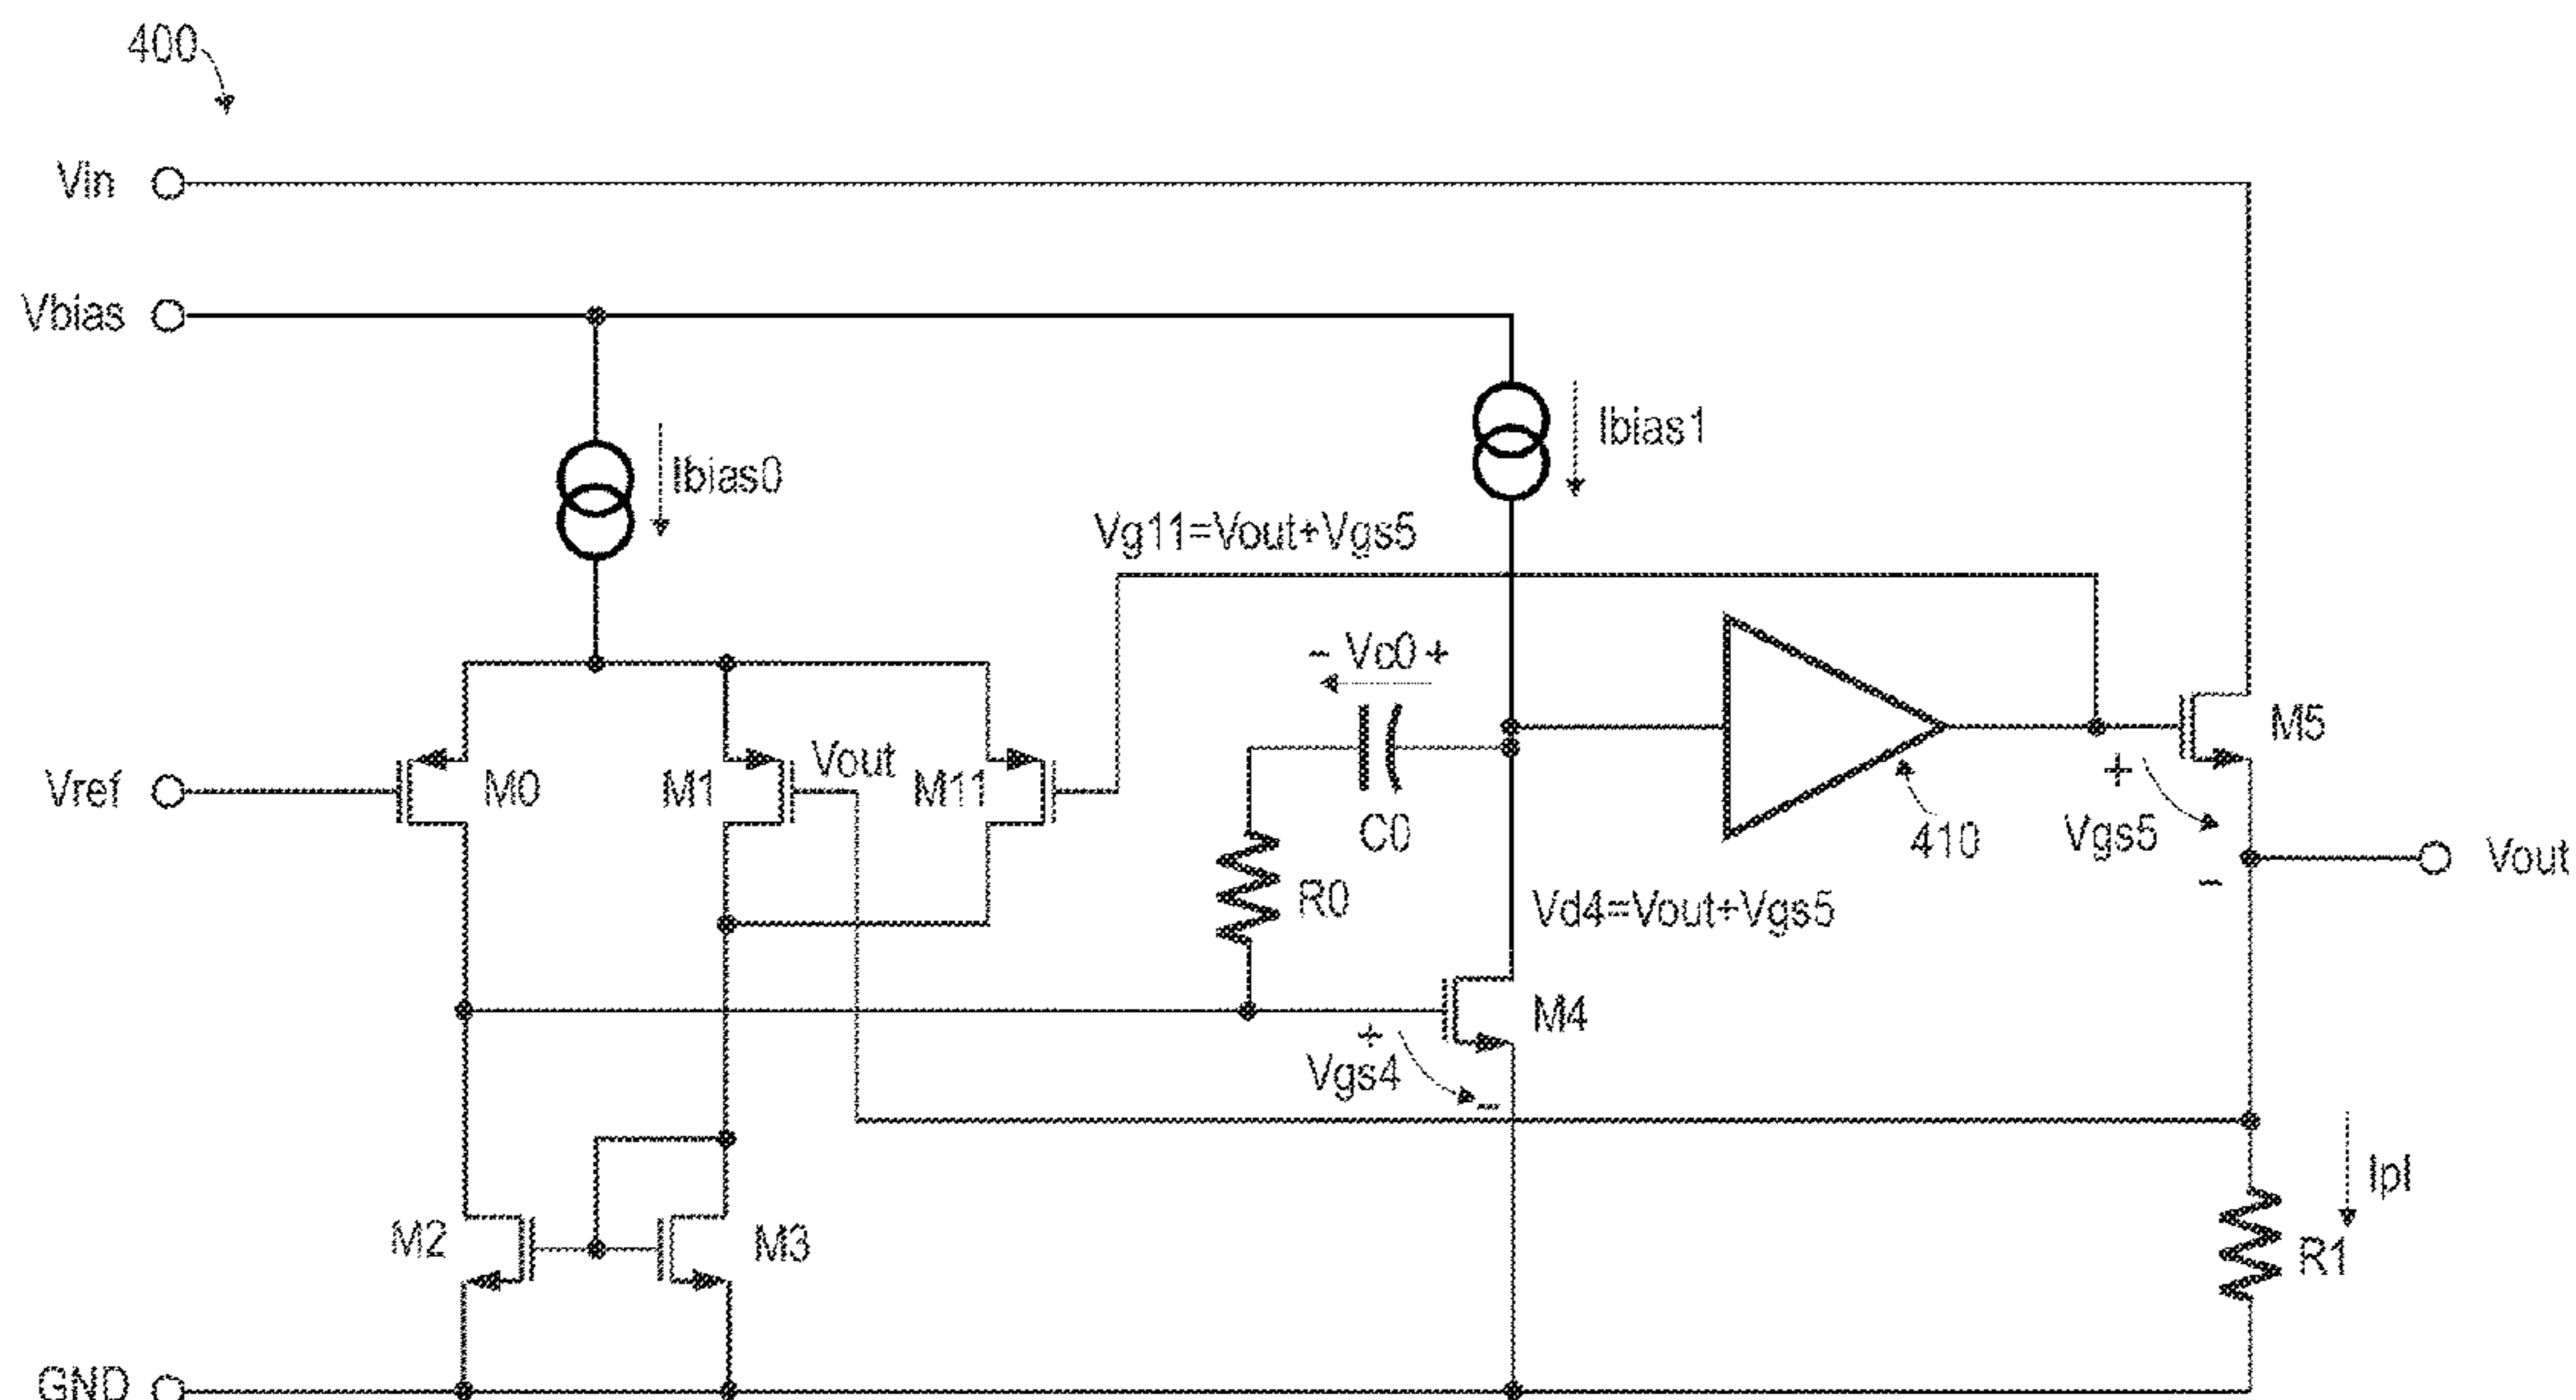 400
Vin
Vbias
Ibias0
Ibias1
Vg11=Vout+Vgs5
- Vc0 +
Vref
M0
M1
Vout
M11
C0
410
M5
+
Vgs5
-
Vout
R0
Vd4=Vout+Vgs5
M4
+
Vgs4
-
Ipl
M2
M3
R1
GND